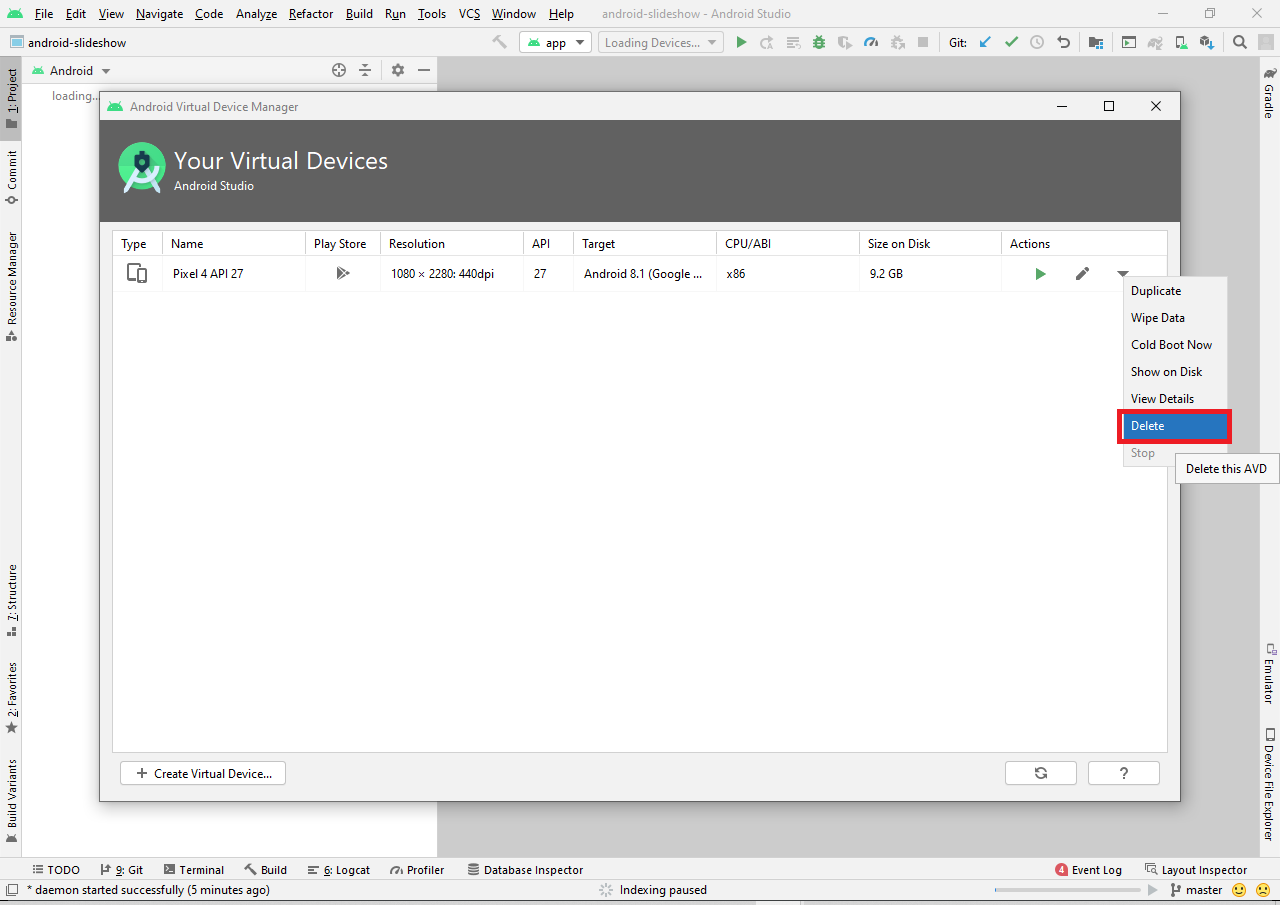 File Edit View Navigate Code Analyze Refactor Build Run Tools VCS Window Help android-slideshow - Android Studio
android-slideshow app Loading Devices... Git:
Android
loading...
1: Project
Commit
Resource Manager
7: Structure
2: Favorites
Build Variants
Android Virtual Device Manager
Your Virtual Devices
Android Studio
Type Name Play Store Resolution API Target CPU/ABI Size on Disk Actions
Pixel 4 API 27 1080 × 2280: 440dpi 27 Android 8.1 (Google ... x86 9.2 GB
Duplicate
Wipe Data
Cold Boot Now
Show on Disk
View Details
Delete
Stop
Delete this AVD
+ Create Virtual Device...
?
Gradle
Emulator
Device File Explorer
TODO 9: Git Terminal Build 6: Logcat Profiler Database Inspector 4 Event Log Layout Inspector
* daemon started successfully (5 minutes ago) Indexing paused master